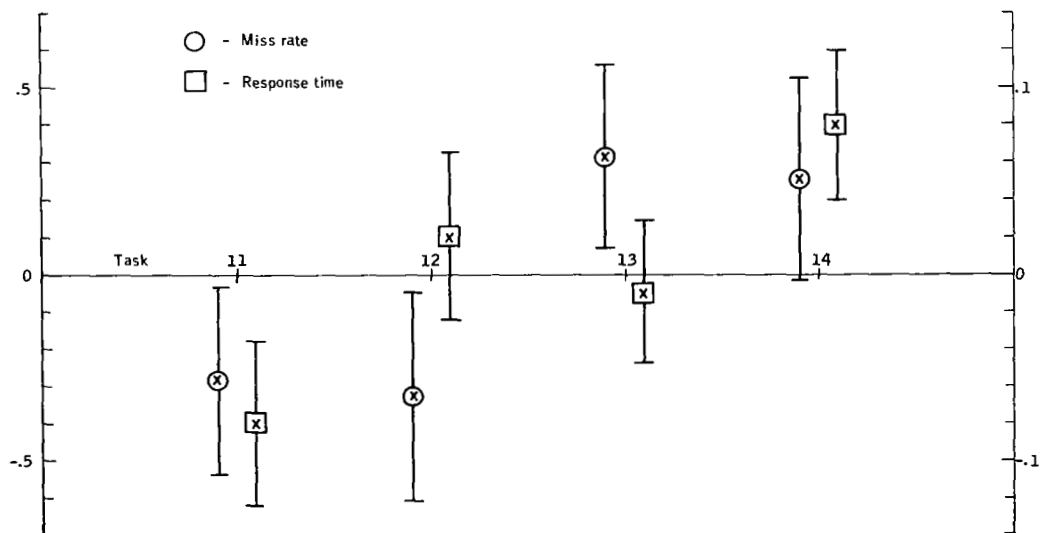 - Miss rate
- Response time
.5
.1
Task 11 12 13 14
0
0
-.5
-.1